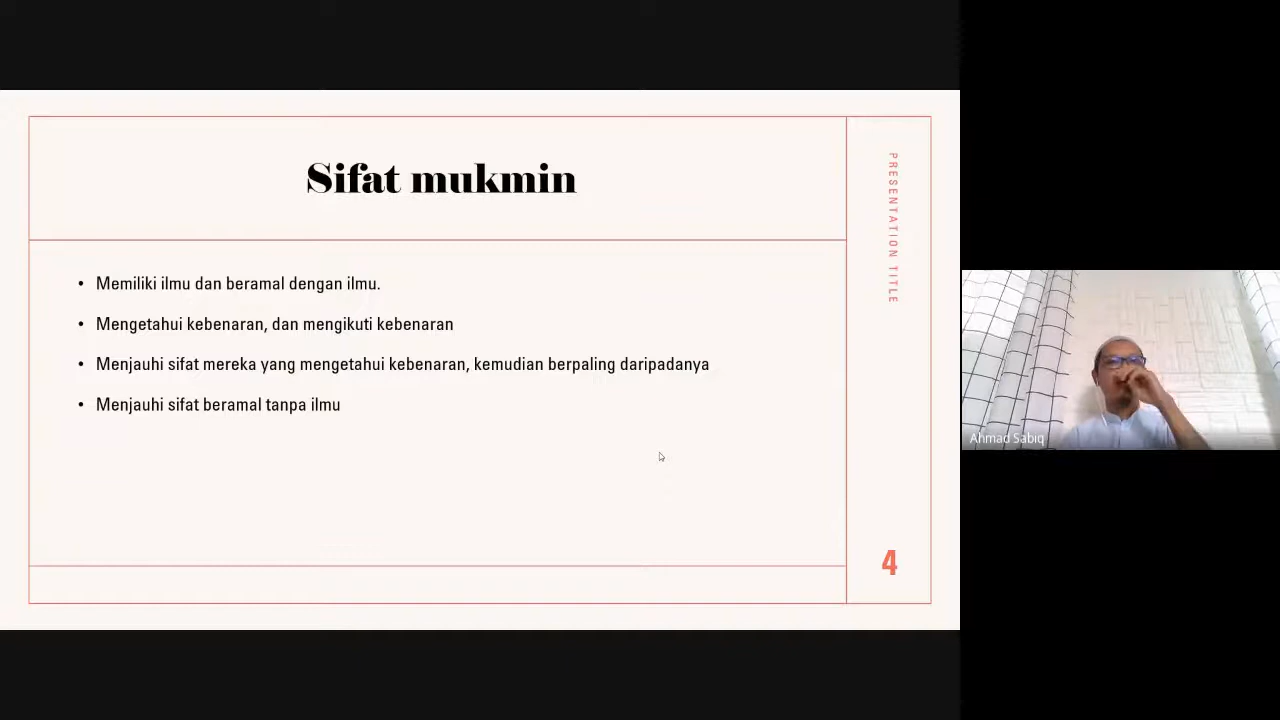 Sifat mukmin
• Memiliki ilmu dan beramal dengan ilmu.
• Mengetahui kebenaran, dan mengikuti kebenaran
• Menjauhi sifat mereka yang mengetahui kebenaran, kemudian berpaling daripadanya
• Menjauhi sifat beramal tanpa ilmu
PRESENTATION TITLE
4
Ahmad Sabiq